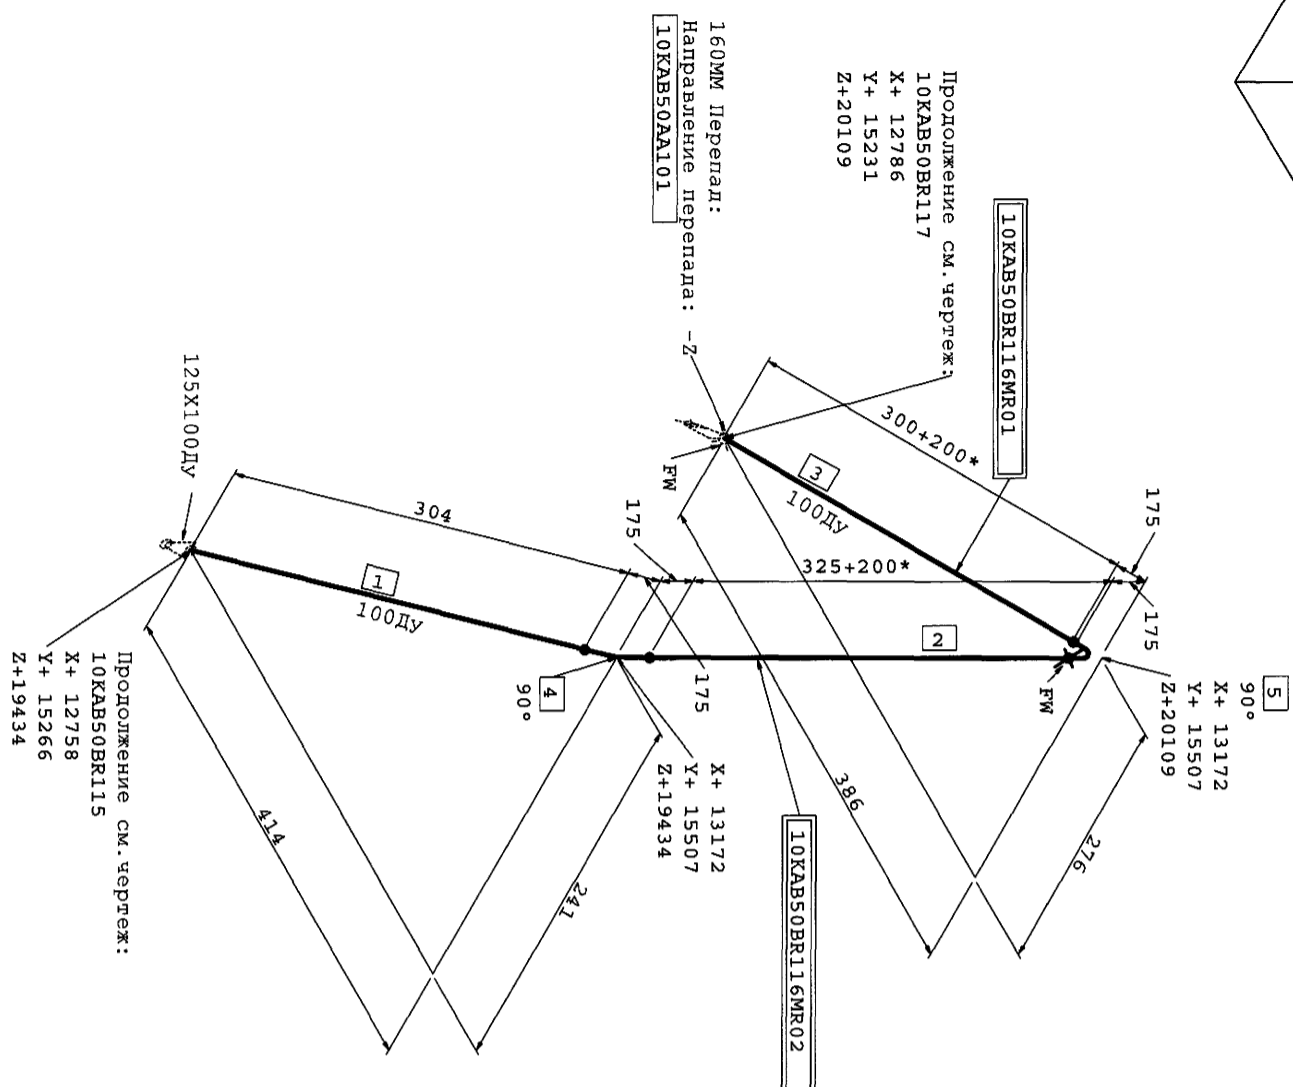 160ММ Перепад:
Направление перепада: -Z
10KAB50AA101
Продолжение см.чертеж:
10KAB50BR117
X+ 12786
Y+ 15231
Z+20109
10KAB50BR116MR01
300+200*
175
175
325+200*
3
100ДУ
FW
2
FW
5
90°
X+ 13172
Y+ 15507
Z+20109
276
386
125X100ДУ
304
175
1
100ДУ
175
4
90°
X+ 13172
Y+ 15507
Z+19434
10KAB50BR116MR02
241
414
Продолжение см.чертеж:
10KAB50BR115
X+ 12758
Y+ 15266
Z+19434